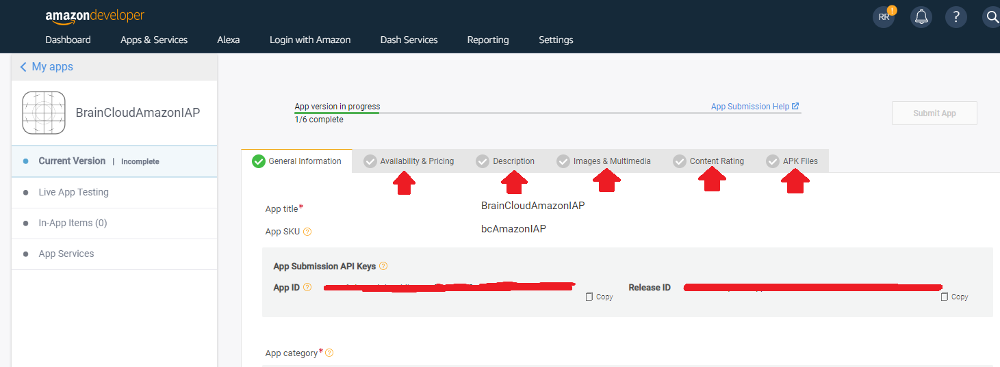 amazondeveloper
RR !
?
Dashboard Apps & Services Alexa Login with Amazon Dash Services Reporting Settings
My apps
BrainCloudAmazonIAP
Current Version | Incomplete
Live App Testing
In-App Items (0)
App Services
App version in progress
App Submission Help
1/6 complete
Submit App
General Information Availability & Pricing Description Images & Multimedia Content Rating APK Files
App title* BrainCloudAmazonIAP
App SKU ? bcAmazonIAP
App Submission API Keys ?
App ID ? Release ID
Copy Copy
App category* ?